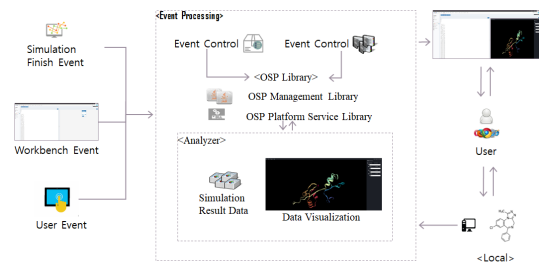 <Event Processing>
Simulation
Finish Event
Event Control
Event Control
<OSP Library>
OSP Management Library
OSP Platform Service Library
Workbench Event
<Analyzer>
User
Simulation
Result Data
Data Visualization
User Event
<Local>